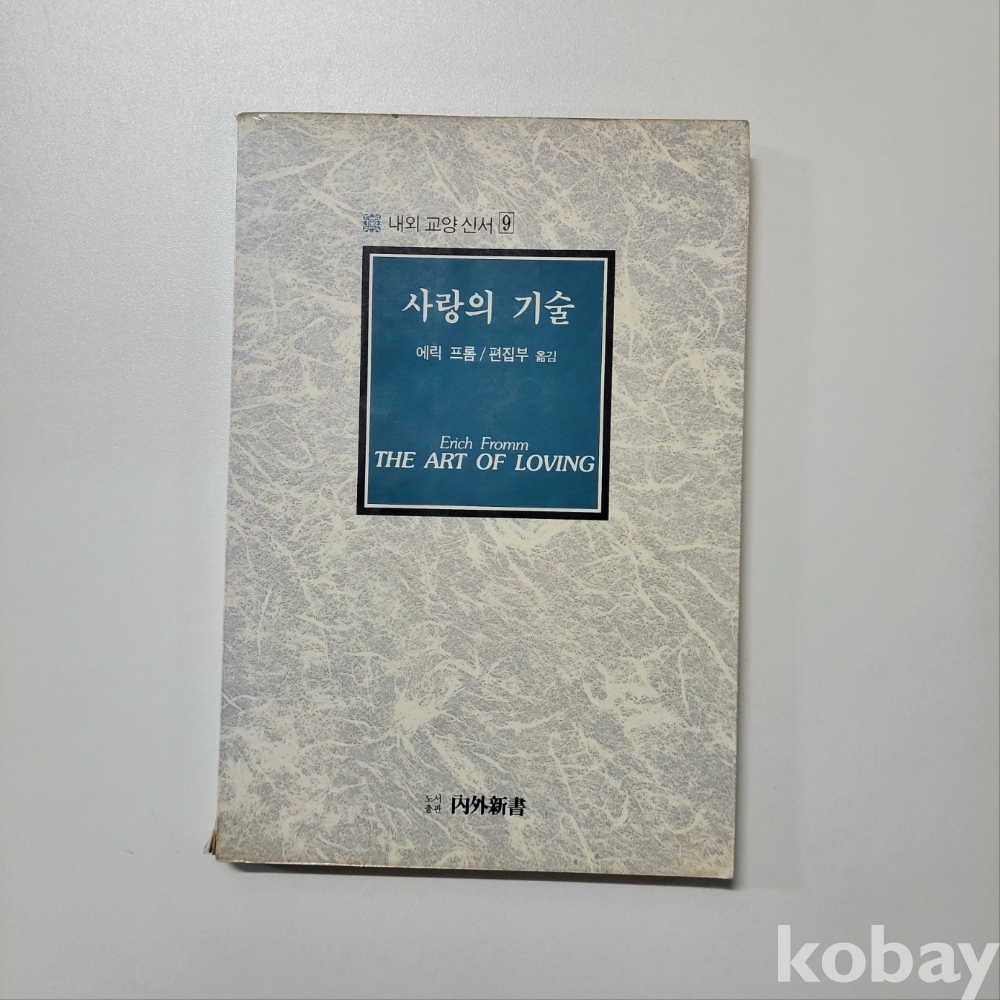 내외 교양 신서 9
사랑의 기술
에릭 프롬 / 편집부 옮김
Erich Fromm
THE ART OF LOVING
도서
출판 內外新書
kobay